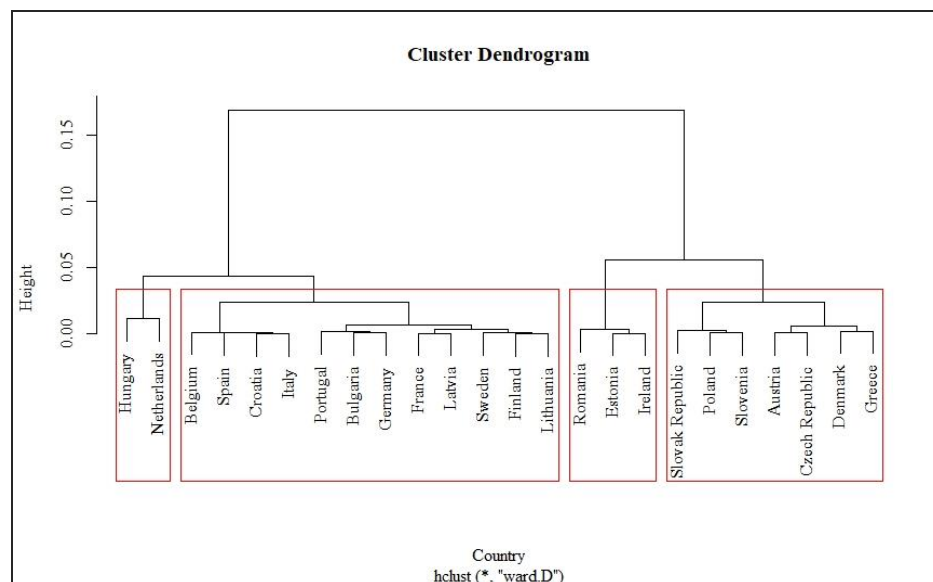 Cluster Dendrogram
Height
0.00
0.05
0.10
0.15
Hungary
Netherlands
Belgium
Spain
Croatia
Italy
Portugal
Bulgaria
Germany
France
Latvia
Sweden
Finland
Lithuania
Romania
Estonia
Ireland
Slovak Republic
Poland
Slovenia
Austria
Czech Republic
Denmark
Greece
Country
hclust (*, "ward.D")